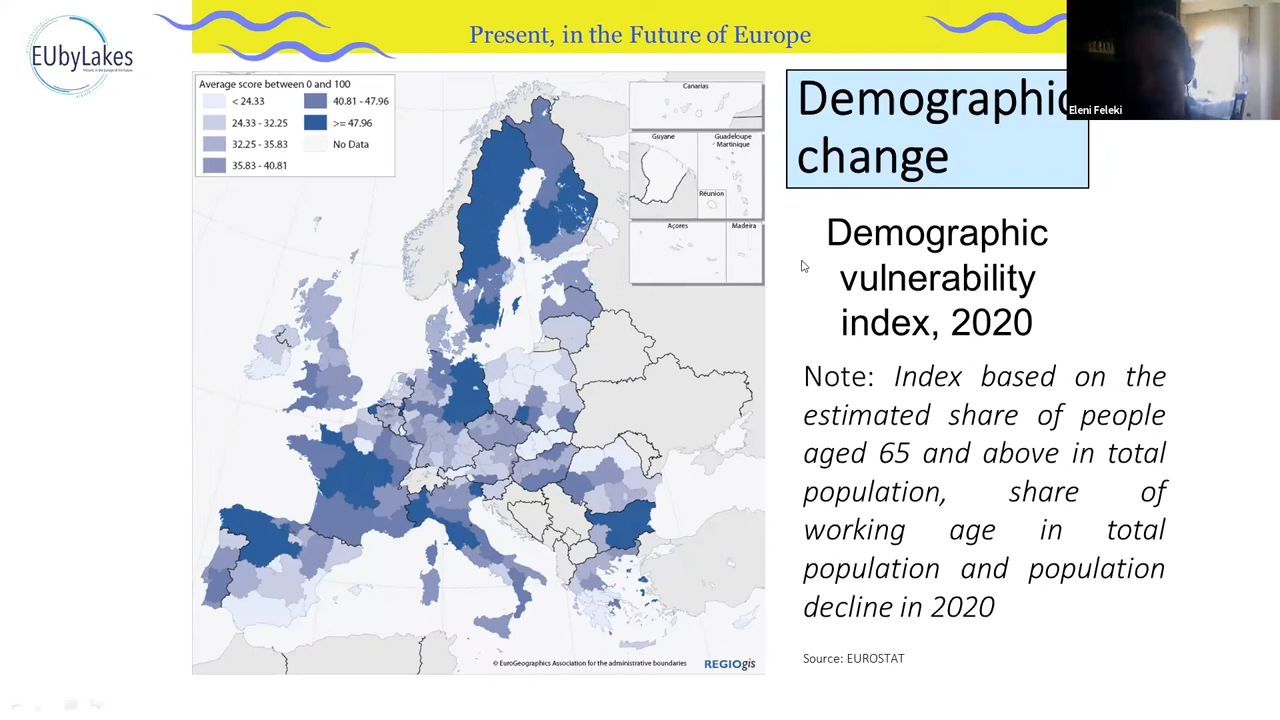 EUbyLakes
Present, in the Future of Europe
Average score between 0 and 100
< 24.33
24.33 - 32.25
32.25 - 35.83
35.83 - 40.81
40.81 - 47.96
>= 47.96
No Data
Canarias
Guyane
Guadeloupe
Martinique
Réunion
Açores
Madeira
© EuroGeographics Association for the administrative boundaries
REGIOgis
Demographic
change
Eleni Feleki
Demographic
vulnerability
index, 2020
Note: Index based on the
estimated share of people
aged 65 and above in total
population, share of
working age in total
population and population
decline in 2020
Source: EUROSTAT